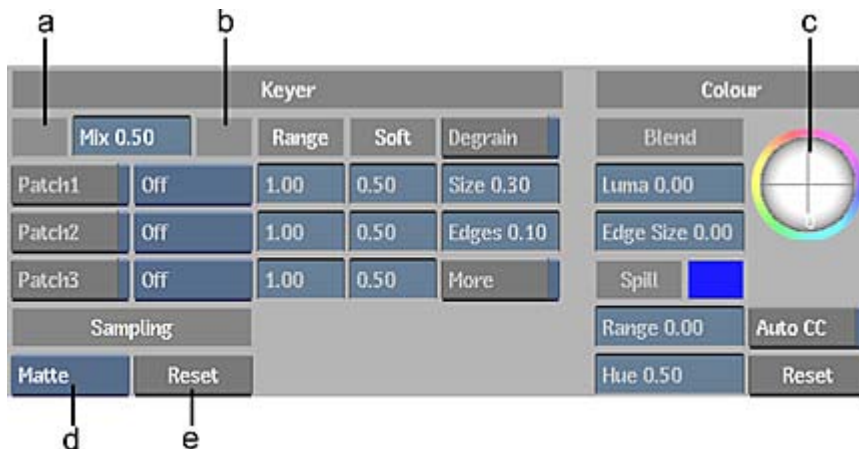 a b c
Keyer Colour
Mix 0.50 Range Soft Degrain Blend
Patch1 Off 1.00 0.50 Size 0.30 Luma 0.00
Patch2 Off 1.00 0.50 Edges 0.10 Edge Size 0.00
Patch3 Off 1.00 0.50 More Spill
Sampling Range 0.00 Auto CC
Matte Reset Hue 0.50 Reset
d e